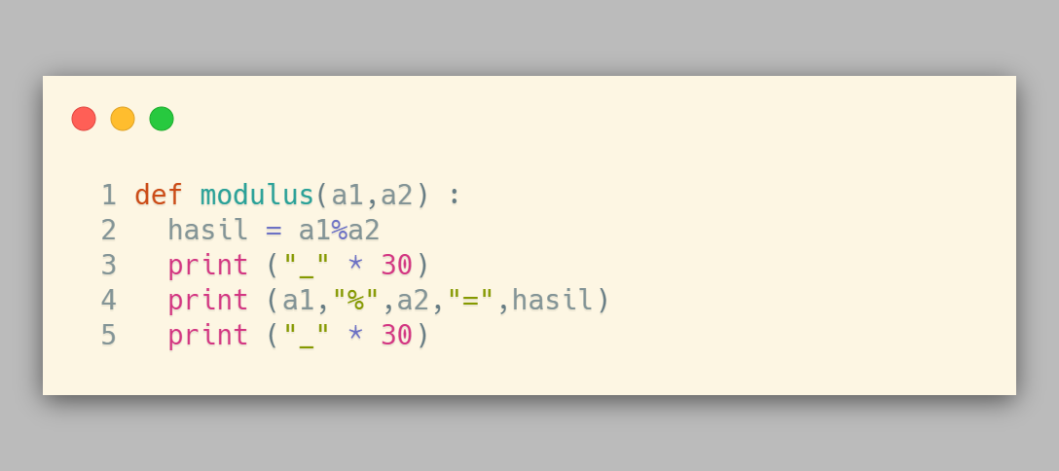 1 def modulus(a1,a2) :
2   hasil = a1%a2
3   print ("_" * 30)
4   print (a1,"%",a2,"=",hasil)
5   print ("_" * 30)